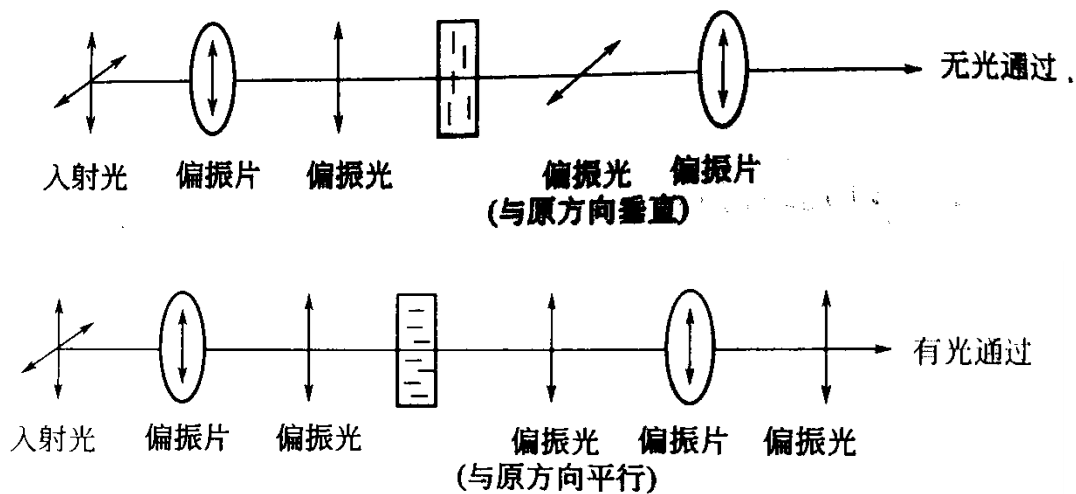 无光通过.
入射光 偏振片 偏振光 偏振光 偏振片
(与原方向垂直)
有光通过
入射光 偏振片 偏振光 偏振光 偏振片 偏振光
(与原方向平行)